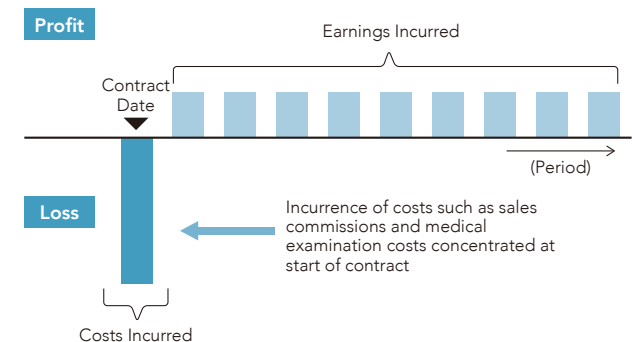 Profit
Earnings Incurred
Contract
Date
(Period)
Loss
Incurrence of costs such as sales
commissions and medical
examination costs concentrated at
start of contract
Costs Incurred